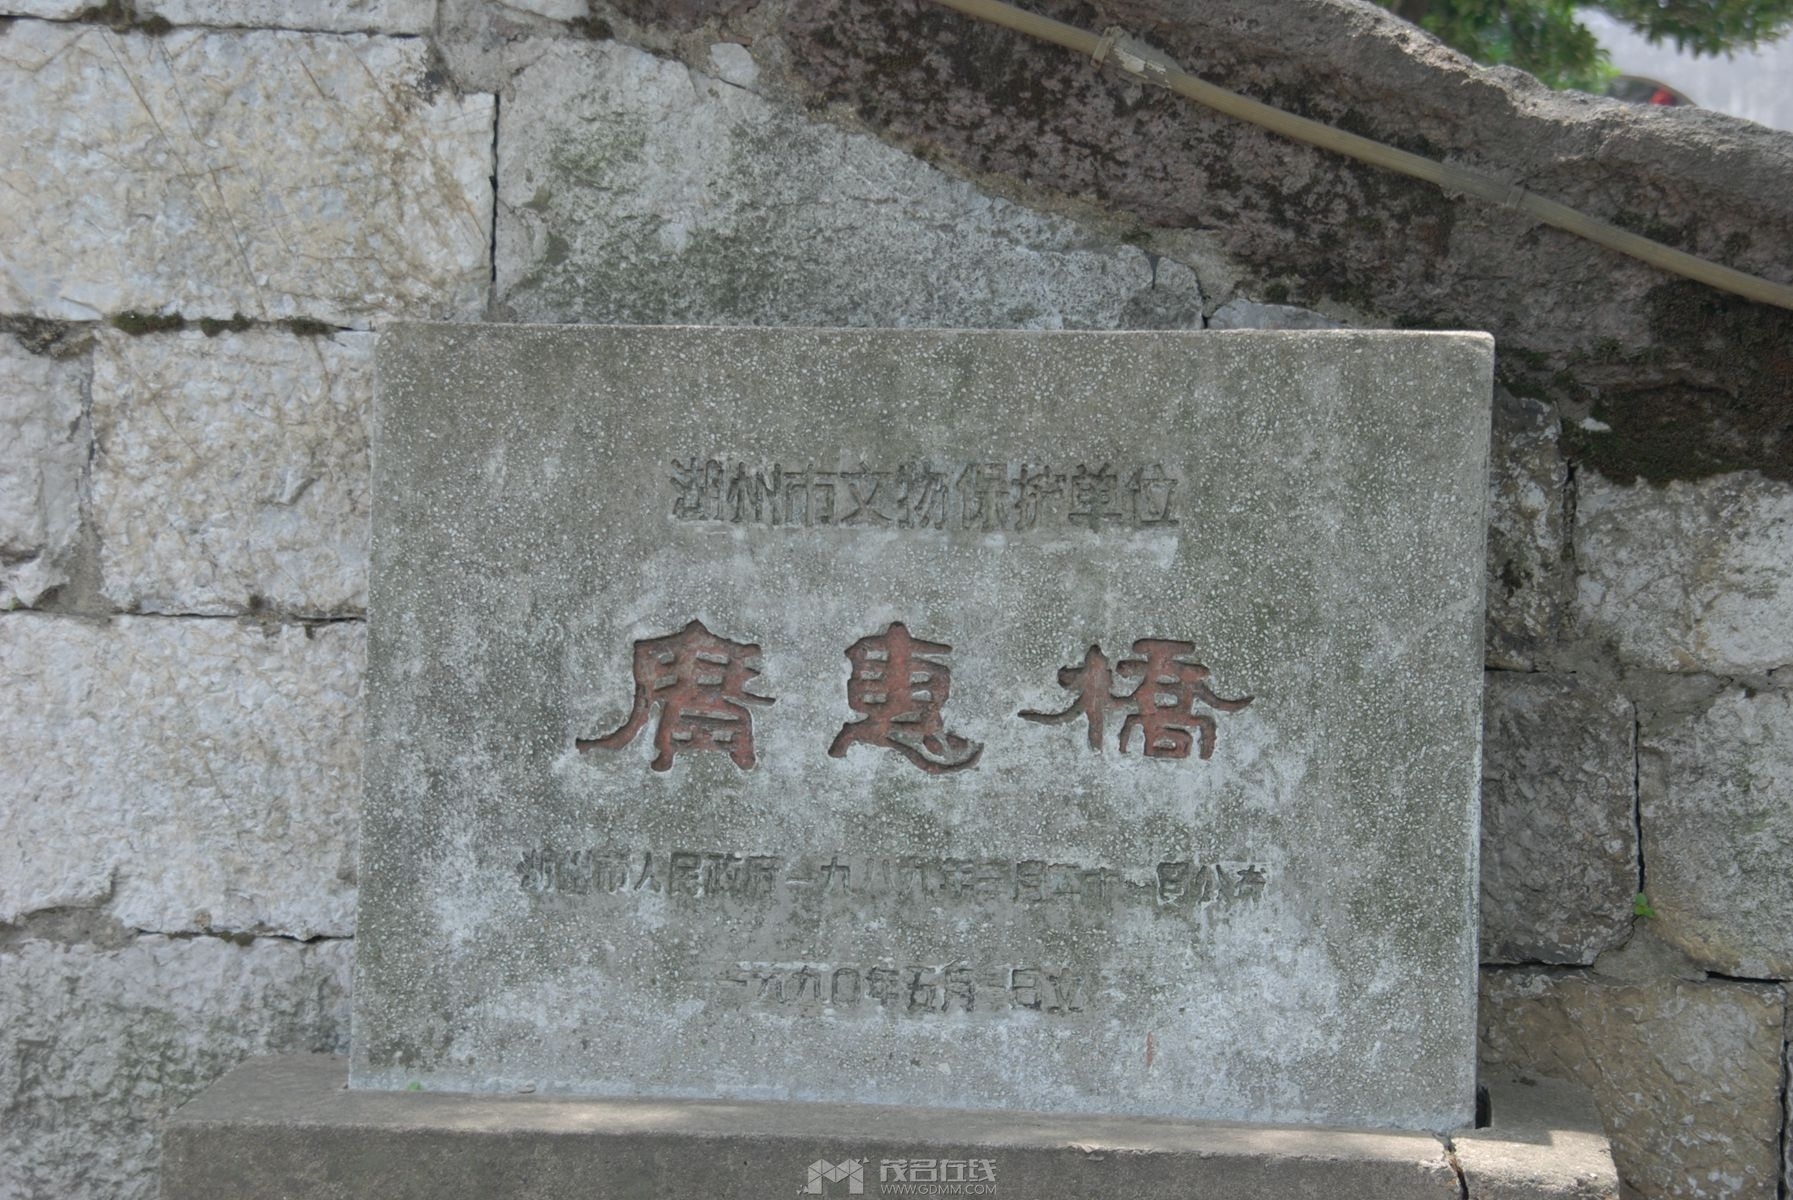 湖州市文物保护单位
廣惠橋
湖州市人民政府一九八九年三月二十一日公布
一九九〇年五月一日立
茂名在线
WWW.GDMM.COM